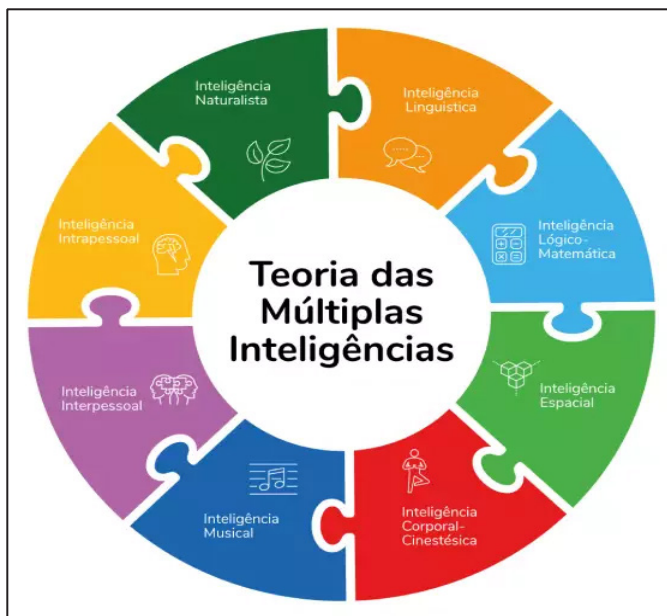 Teoria das
Múltiplas
Inteligências
Inteligência
Linguistica
Inteligência
Lógico-
Matemática
Inteligência
Espacial
Inteligência
Corporal-
Cinestésica
Inteligência
Musical
Inteligência
Interpessoal
Inteligência
Intrapessoal
Inteligência
Naturalista